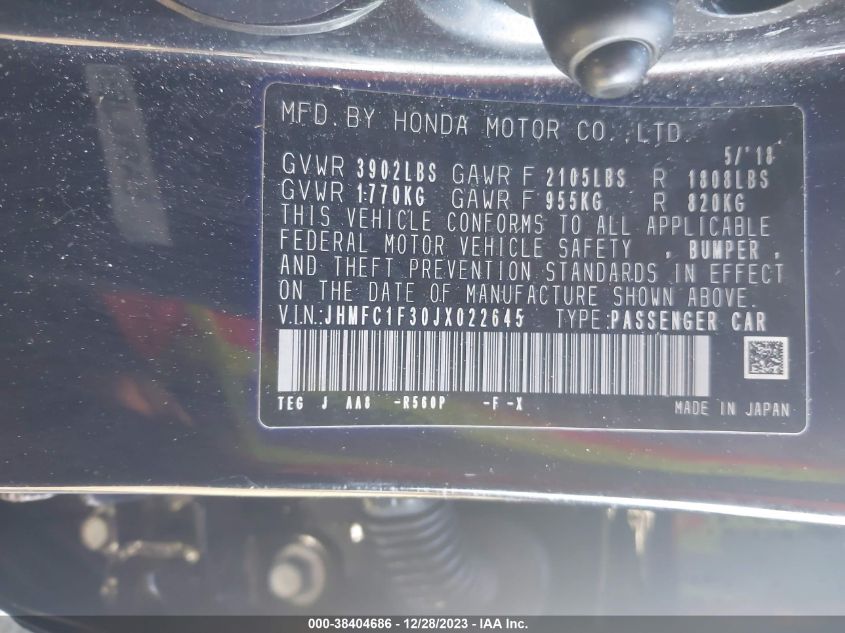 MFD. BY HONDA MOTOR CO.,LTD.
5/'18
GVWR 3902LBS GAWR F 2105LBS R 1808LBS
GVWR 1770KG GAWR F 955KG R 820KG
THIS VEHICLE CONFORMS TO ALL APPLICABLE
FEDERAL MOTOR VEHICLE SAFETY , BUMPER ,
AND THEFT PREVENTION STANDARDS IN EFFECT
ON THE DATE OF MANUFACTURE SHOWN ABOVE.
V.I.N.:JHMFC1F30JX022645 TYPE:PASSENGER CAR
TEG J AA8 -R560P -F -X
MADE IN JAPAN
000-38404686 - 12/28/2023 - IAA Inc.